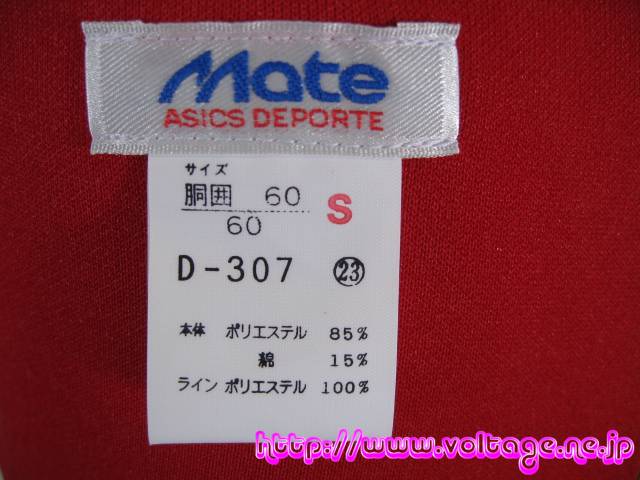 Mate
ASICS DEPORTE
サイズ
胴囲 60
60
S
D-307 ㉓
本体 ポリエステル 85%
綿 15%
ライン ポリエステル 100%
http://www.voltage.ne.jp